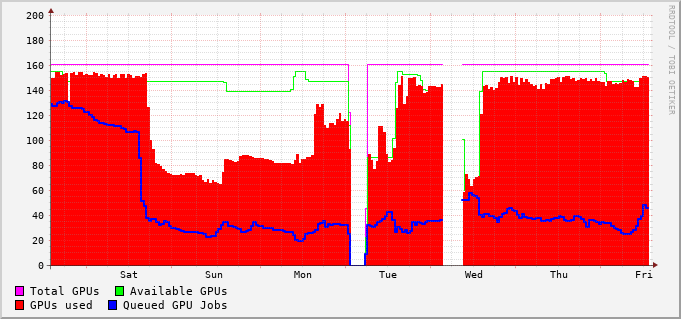 200
180
160
140
120
100
80
60
40
20
0
Sat Sun Mon Tue Wed Thu Fri
Total GPUs Available GPUs
GPUs used Queued GPU Jobs
RRDTOOL / TOBI OETIKER